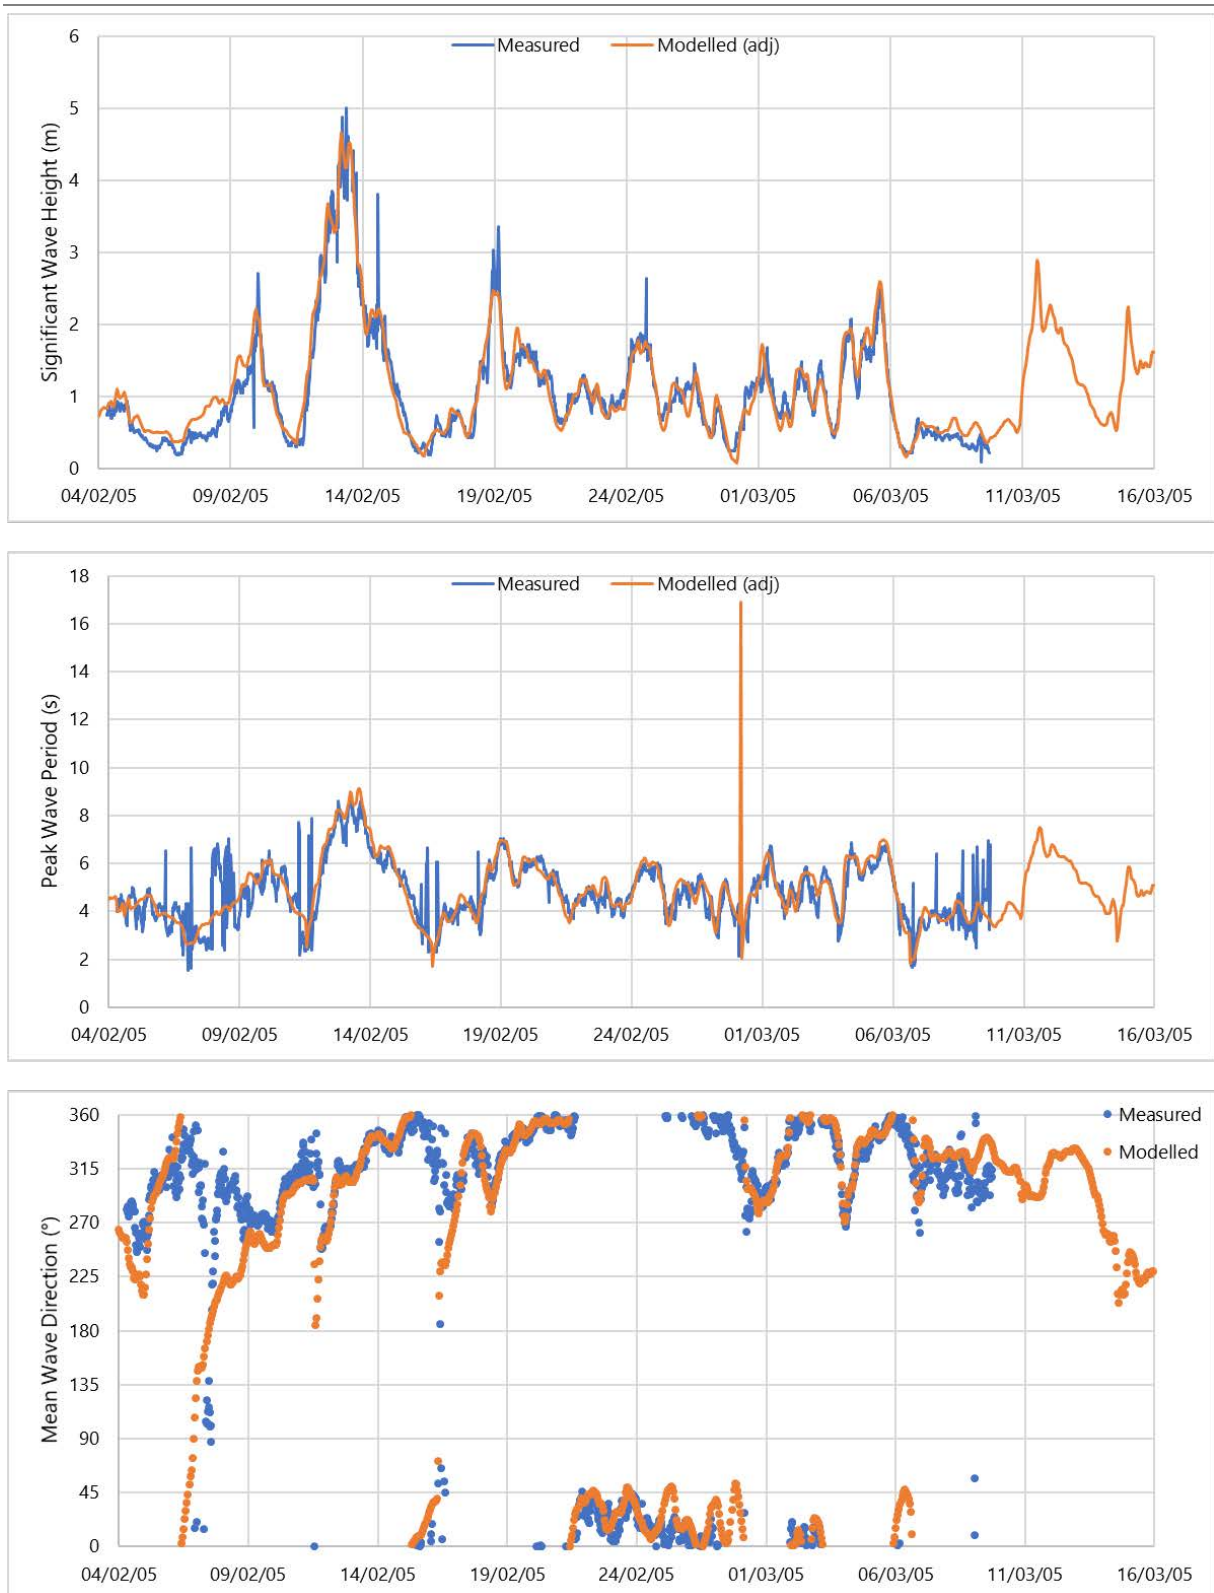 Measured Modelled (adj)
Significant Wave Height (m)
6
5
4
3
2
1
0
04/02/05 09/02/05 14/02/05 19/02/05 24/02/05 01/03/05 06/03/05 11/03/05 16/03/05
Measured Modelled (adj)
Peak Wave Period (s)
18
16
14
12
10
8
6
4
2
0
04/02/05 09/02/05 14/02/05 19/02/05 24/02/05 01/03/05 06/03/05 11/03/05 16/03/05
Measured
Modelled
Mean Wave Direction (°)
360
315
270
225
180
135
90
45
0
04/02/05 09/02/05 14/02/05 19/02/05 24/02/05 01/03/05 06/03/05 11/03/05 16/03/05